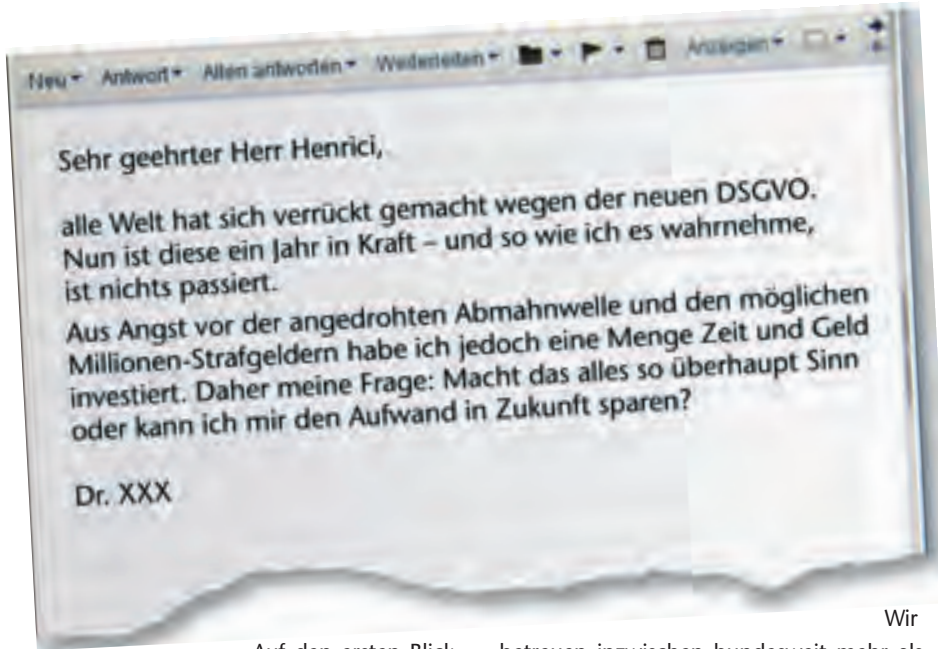 Neu Antwort Allen antworten Weiterleiten Anzeigen
Sehr geehrter Herr Henrici,
alle Welt hat sich verrückt gemacht wegen der neuen DSGVO.
Nun ist diese ein Jahr in Kraft – und so wie ich es wahrnehme,
ist nichts passiert.
Aus Angst vor der angedrohten Abmahnwelle und den möglichen
Millionen-Strafgeldern habe ich jedoch eine Menge Zeit und Geld
investiert. Daher meine Frage: Macht das alles so überhaupt Sinn
oder kann ich mir den Aufwand in Zukunft sparen?
Dr. XXX
Wir
Auf den ersten Blick
betreuen inzwischen bundesweit mehr als